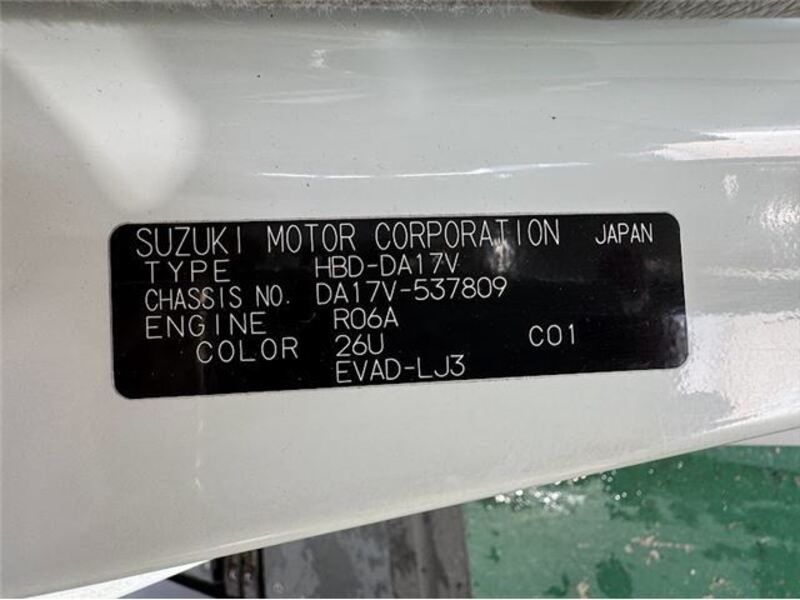 SUZUKI MOTOR CORPORATION JAPAN
TYPE HBD-DA17V
CHASSIS NO. DA17V-537809
ENGINE R06A
COLOR 26U C01
EVAD-LJ3